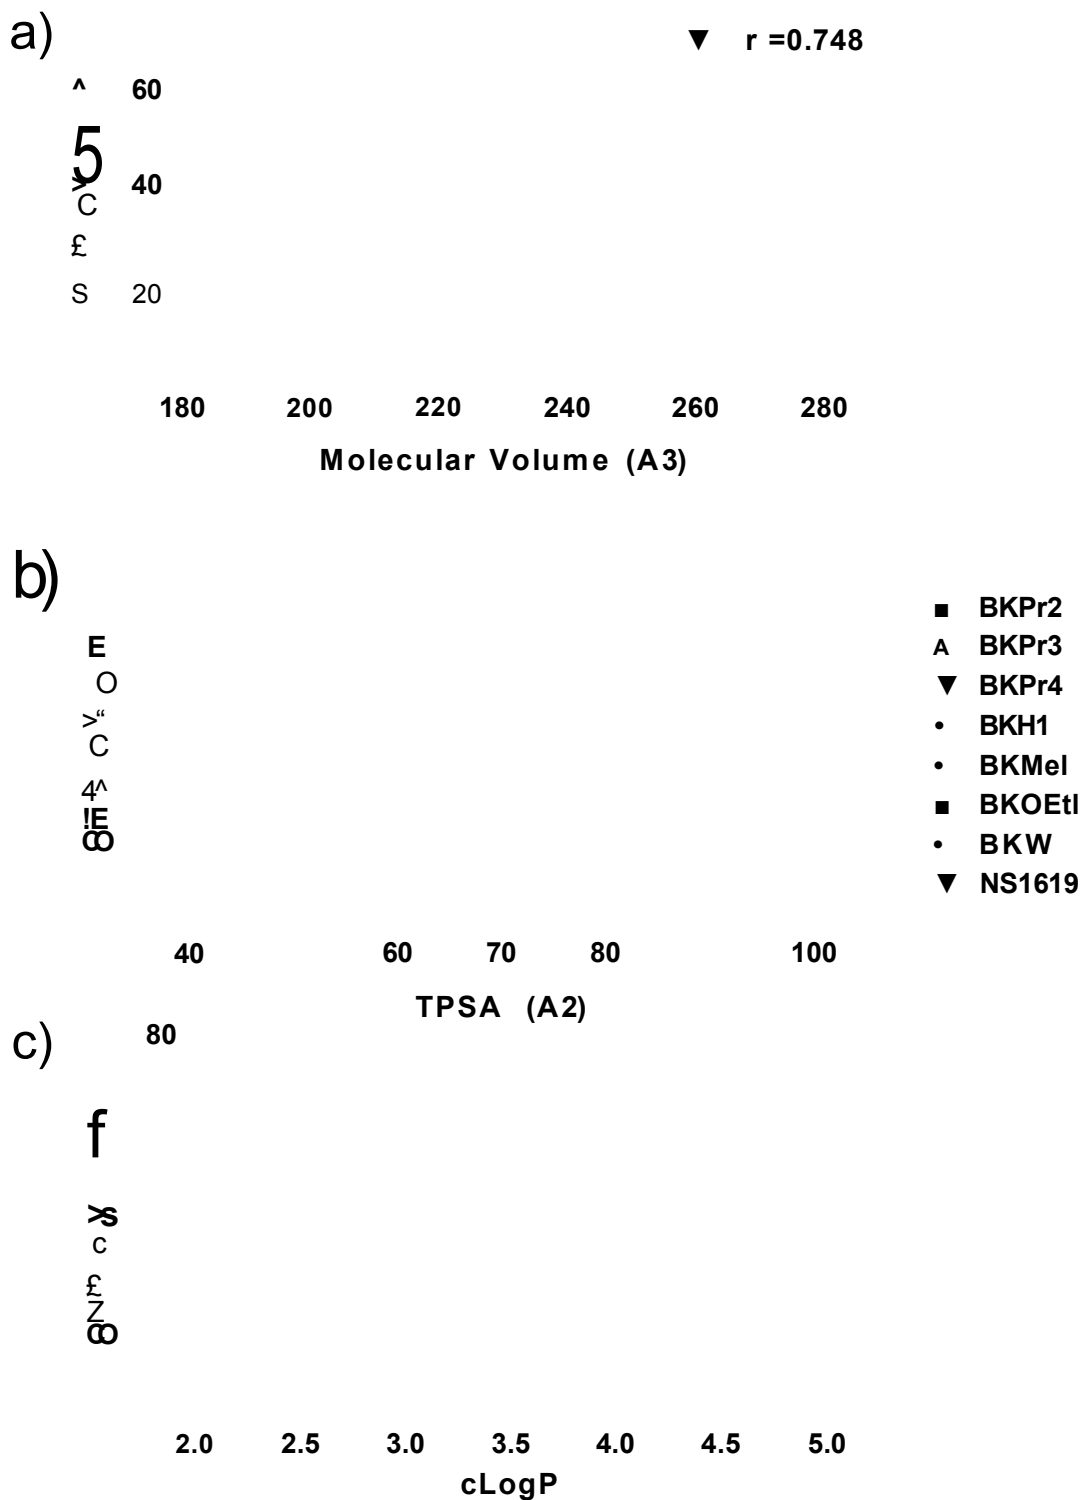 a)
▼ r =0.748
^ 60
5
> 40
C
£
S 20
180 200 220 240 260 280
Molecular Volume (A3)
b)
■ BKPr2
E
A BKPr3
O
▼ BKPr4
>“
• BKH1
C
• BKMel
4^
■ BKOEtl
!E
• BKW
▼ NS1619
40 60 70 80 100
TPSA (A2)
c)
80
f
>s
c
£
Z
2.0 2.5 3.0 3.5 4.0 4.5 5.0
cLogP